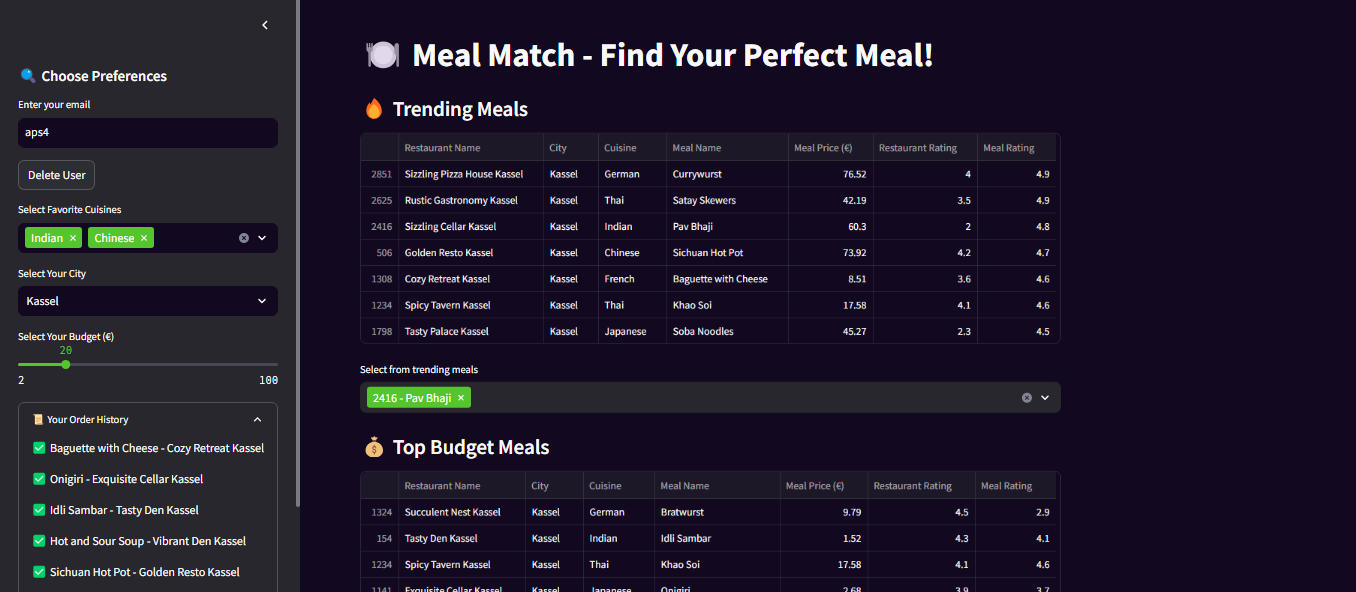 Choose Preferences
Enter your email
aps4
Delete User
Select Favorite Cuisines
Indian × Chinese ×
Select Your City
Kassel
Select Your Budget (€)
20
2 100
Your Order History
Baguette with Cheese - Cozy Retreat Kassel
Onigiri - Exquisite Cellar Kassel
Idli Sambar - Tasty Den Kassel
Hot and Sour Soup - Vibrant Den Kassel
Sichuan Hot Pot - Golden Resto Kassel
Meal Match - Find Your Perfect Meal!
Trending Meals
Restaurant Name City Cuisine Meal Name Meal Price (€) Restaurant Rating Meal Rating
2851 Sizzling Pizza House Kassel Kassel German Currywurst 76.52 4 4.9
2625 Rustic Gastronomy Kassel Kassel Thai Satay Skewers 42.19 3.5 4.9
2416 Sizzling Cellar Kassel Kassel Indian Pav Bhaji 60.3 2 4.8
506 Golden Resto Kassel Kassel Chinese Sichuan Hot Pot 73.92 4.2 4.7
1308 Cozy Retreat Kassel Kassel French Baguette with Cheese 8.51 3.6 4.6
1234 Spicy Tavern Kassel Kassel Thai Khao Soi 17.58 4.1 4.6
1798 Tasty Palace Kassel Kassel Japanese Soba Noodles 45.27 2.3 4.5
Select from trending meals
2416 - Pav Bhaji ×
Top Budget Meals
Restaurant Name City Cuisine Meal Name Meal Price (€) Restaurant Rating Meal Rating
1324 Succulent Nest Kassel Kassel German Bratwurst 9.79 4.5 2.9
154 Tasty Den Kassel Kassel Indian Idli Sambar 1.52 4.3 4.1
1234 Spicy Tavern Kassel Kassel Thai Khao Soi 17.58 4.1 4.6
1141 Exquisite Cellar Kassel Kassel Japanese Onigiri 2.68 3.9 3.7